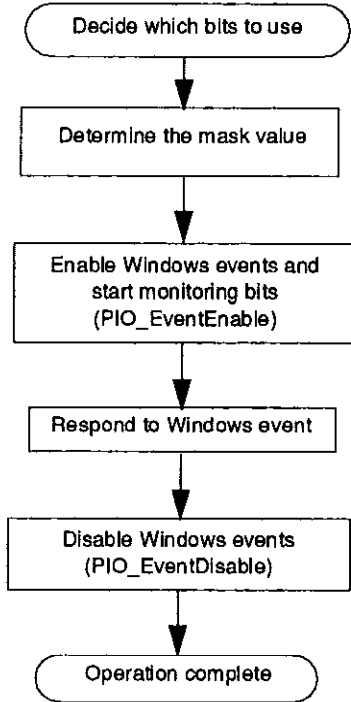 Decide which bits to use
Determine the mask value
Enable Windows events and
start monitoring bits
(PIO_EventEnable)
Respond to Windows event
Disable Windows events
(PIO_EventDisable)
Operation complete